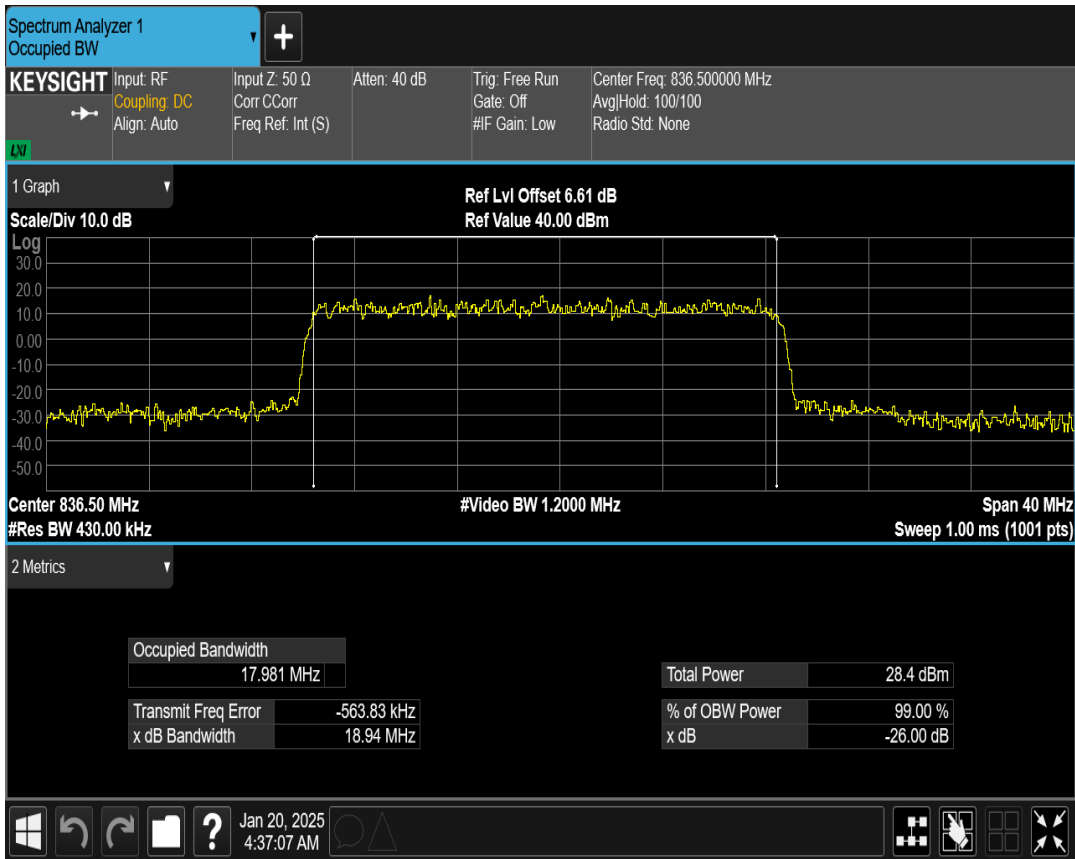 Spectrum Analyzer 1
Occupied BW
KEYSIGHT
Input: RF
Coupling: DC
Align: Auto
Input Z: 50 Ω
Corr CCorr
Freq Ref: Int (S)
Atten: 40 dB
Trig: Free Run
Gate: Off
#IF Gain: Low
Center Freq: 836.500000 MHz
Avg|Hold: 100/100
Radio Std: None
LXI
1 Graph
Scale/Div 10.0 dB
Ref Lvl Offset 6.61 dB
Ref Value 40.00 dBm
Log
30.0
20.0
10.0
0.00
-10.0
-20.0
-30.0
-40.0
-50.0
Center 836.50 MHz
#Video BW 1.2000 MHz
Span 40 MHz
#Res BW 430.00 kHz
Sweep 1.00 ms (1001 pts)
2 Metrics
Occupied Bandwidth
17.981 MHz
Transmit Freq Error -563.83 kHz
x dB Bandwidth 18.94 MHz
Total Power 28.4 dBm
% of OBW Power 99.00 %
x dB -26.00 dB
Jan 20, 2025
4:37:07 AM